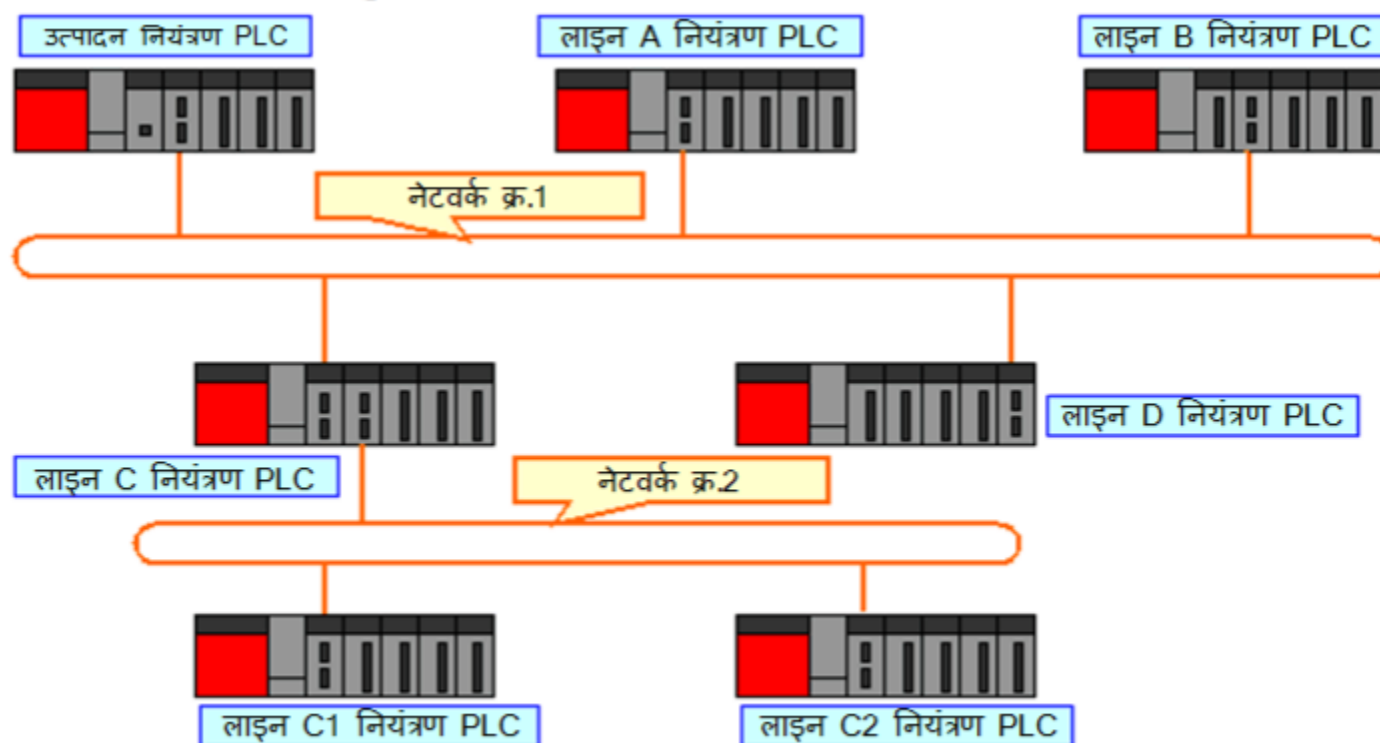 उत्पादन नियंत्रण PLC
लाइन A नियंत्रण PLC
लाइन B नियंत्रण PLC
नेटवर्क क्र.1
लाइन C नियंत्रण PLC
लाइन D नियंत्रण PLC
नेटवर्क क्र.2
लाइन C1 नियंत्रण PLC
लाइन C2 नियंत्रण PLC